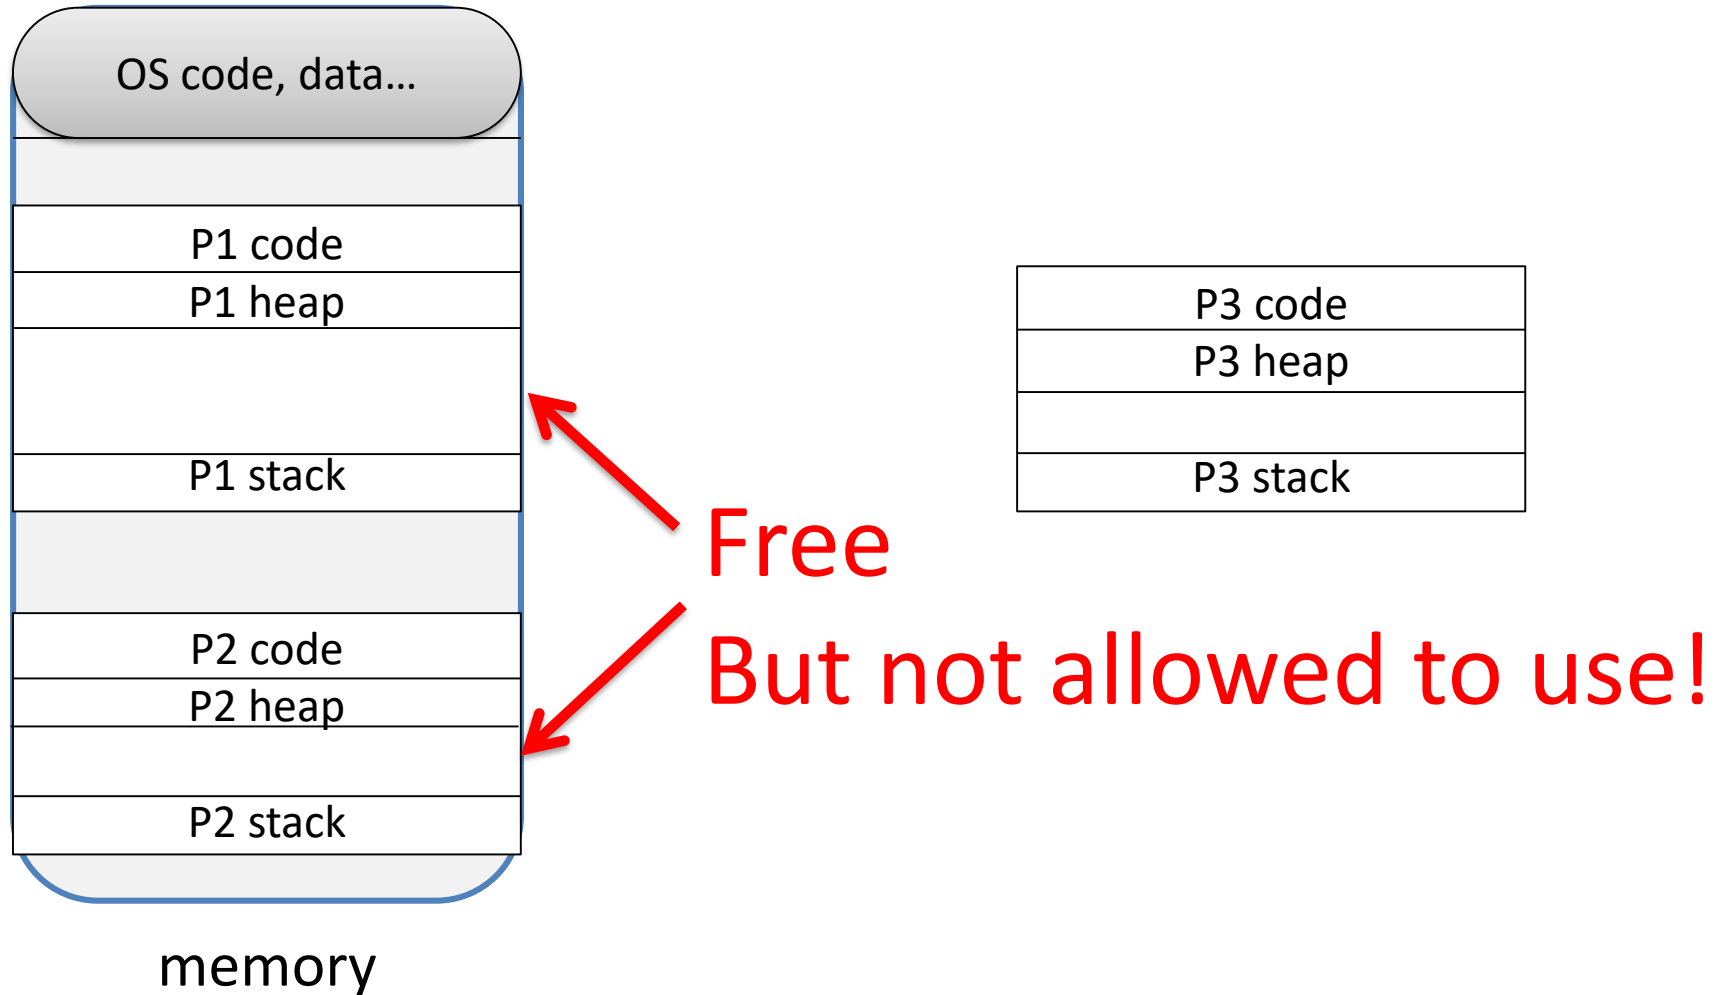 OS code, data…
P1 code
P1 heap
P1 stack
P2 code
P2 heap
P2 stack
memory
P3 code
P3 heap
P3 stack
Free
But not allowed to use!